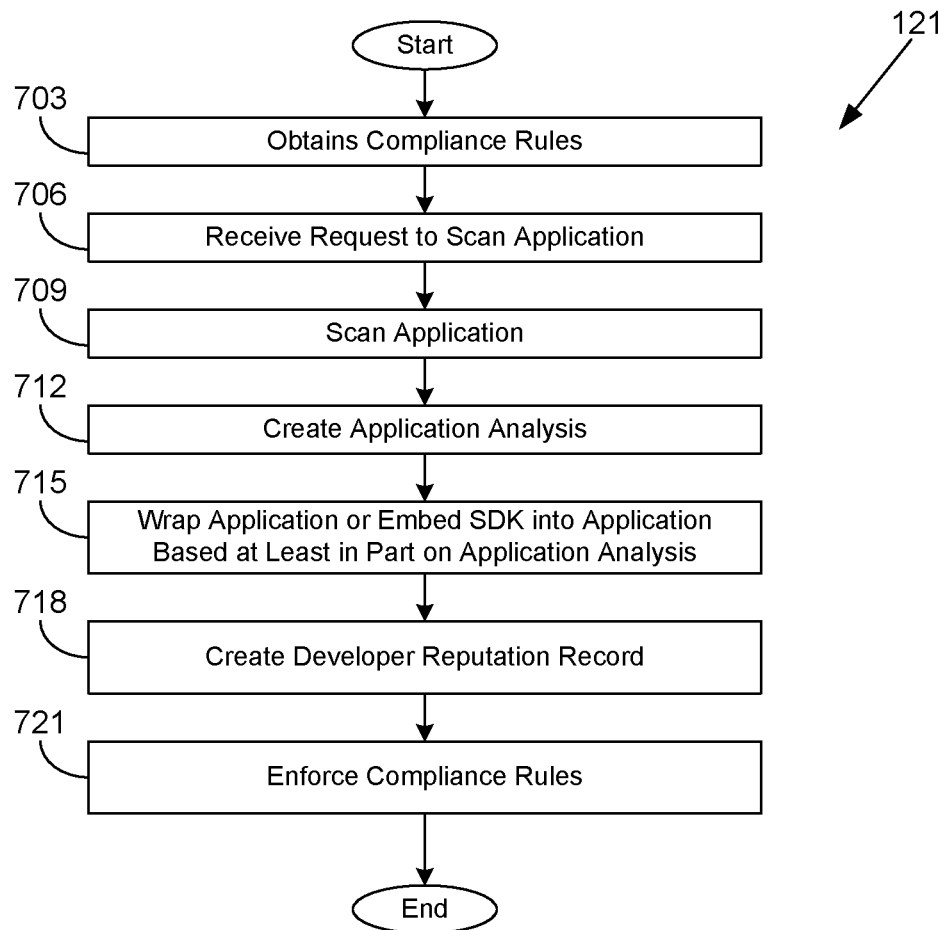 121
Start
703
Obtains Compliance Rules
706
Receive Request to Scan Application
709
Scan Application
712
Create Application Analysis
715
Wrap Application or Embed SDK into Application
Based at Least in Part on Application Analysis
718
Create Developer Reputation Record
721
Enforce Compliance Rules
End